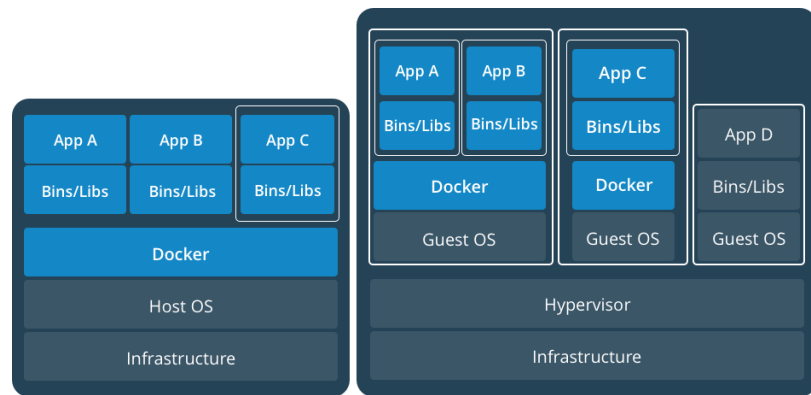 App A App B App C
Bins/Libs Bins/Libs Bins/Libs
Docker
Host OS
Infrastructure
App A App B App C
Bins/Libs Bins/Libs Bins/Libs App D
Docker Docker Bins/Libs
Guest OS Guest OS Guest OS
Hypervisor
Infrastructure